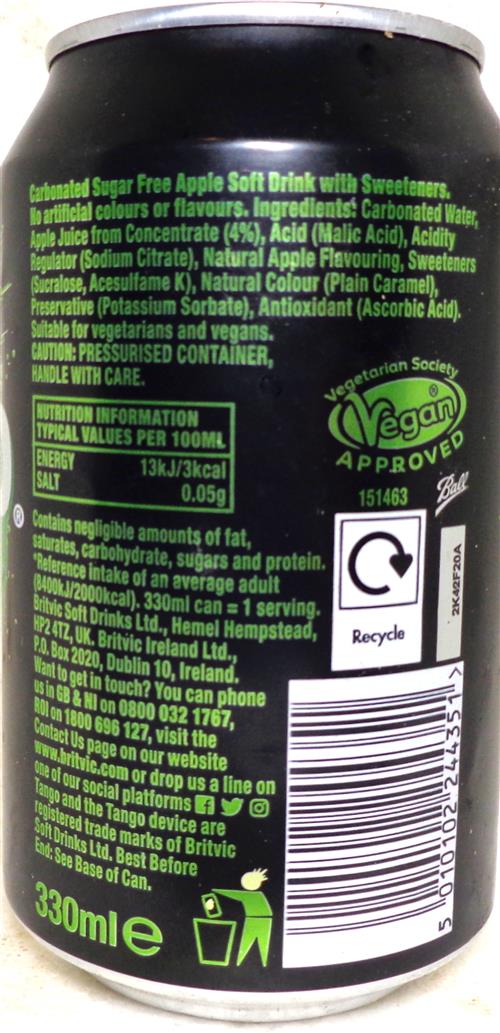 Carbonated Sugar Free Apple Soft Drink with Sweeteners.
No artificial colours or flavours. Ingredients: Carbonated Water,
Apple Juice from Concentrate (4%), Acid (Malic Acid), Acidity
Regulator (Sodium Citrate), Natural Apple Flavouring, Sweeteners
(Sucralose, Acesulfame K), Natural Colour (Plain Caramel),
Preservative (Potassium Sorbate), Antioxidant (Ascorbic Acid).
Suitable for vegetarians and vegans.
CAUTION: PRESSURISED CONTAINER,
HANDLE WITH CARE.
NUTRITION INFORMATION
TYPICAL VALUES PER 100ML
ENERGY 13kJ/3kcal
SALT 0.05g
Vegetarian Society
Vegan®
APPROVED
151463
Ball
®
Contains negligible amounts of fat,
saturates, carbohydrate, sugars and protein.
*Reference intake of an average adult
(8400kJ/2000kcal). 330ml can = 1 serving.
Britvic Soft Drinks Ltd., Hemel Hempstead,
HP2 4TZ, UK. Britvic Ireland Ltd.,
P.O. Box 2020, Dublin 10, Ireland.
Want to get in touch? You can phone
us in GB & NI on 0800 032 1767,
ROI on 1800 696 127, visit the
Contact Us page on our website
www.britvic.com or drop us a line on
one of our social platforms
Tango and the Tango device are
registered trade marks of Britvic
Soft Drinks Ltd. Best Before
End: See Base of Can.
330ml e
Recycle
2K42F20A
5 010102 244351 >